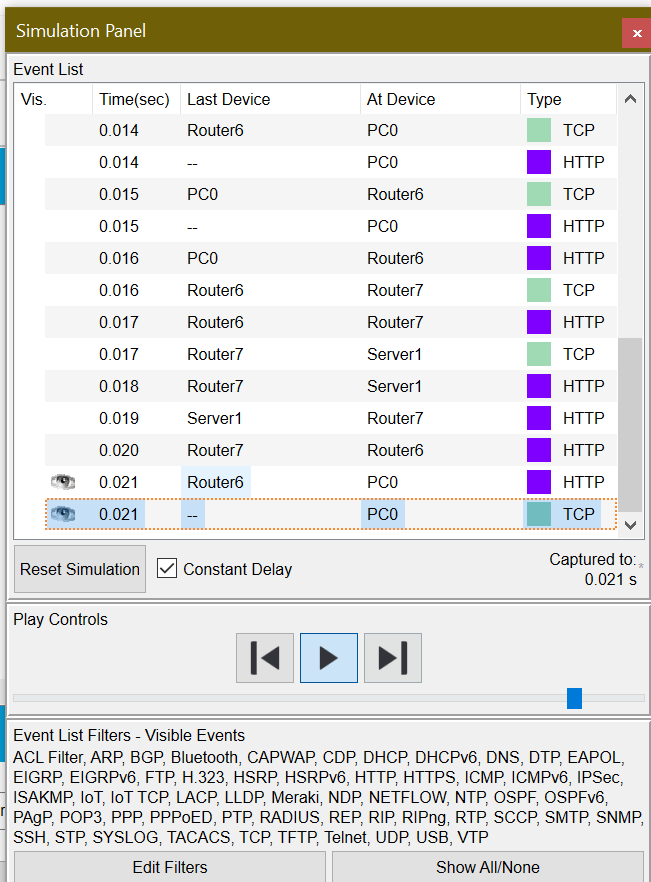 Simulation Panel
Event List
Vis. Time(sec) Last Device At Device Type
0.014 Router6 PC0 TCP
0.014 -- PC0 HTTP
0.015 PC0 Router6 TCP
0.015 -- PC0 HTTP
0.016 PC0 Router6 HTTP
0.016 Router6 Router7 TCP
0.017 Router6 Router7 HTTP
0.017 Router7 Server1 TCP
0.018 Router7 Server1 HTTP
0.019 Server1 Router7 HTTP
0.020 Router7 Router6 HTTP
0.021 Router6 PC0 HTTP
0.021 -- PC0 TCP
Reset Simulation Constant Delay Captured to: *
0.021 s
Play Controls
Event List Filters - Visible Events
ACL Filter, ARP, BGP, Bluetooth, CAPWAP, CDP, DHCP, DHCPv6, DNS, DTP, EAPOL,
EIGRP, EIGRPv6, FTP, H.323, HSRP, HSRPv6, HTTP, HTTPS, ICMP, ICMPv6, IPSec,
ISAKMP, IoT, IoT TCP, LACP, LLDP, Meraki, NDP, NETFLOW, NTP, OSPF, OSPFv6,
PAgP, POP3, PPP, PPPoED, PTP, RADIUS, REP, RIP, RIPng, RTP, SCCP, SMTP, SNMP,
SSH, STP, SYSLOG, TACACS, TCP, TFTP, Telnet, UDP, USB, VTP
Edit Filters Show All/None